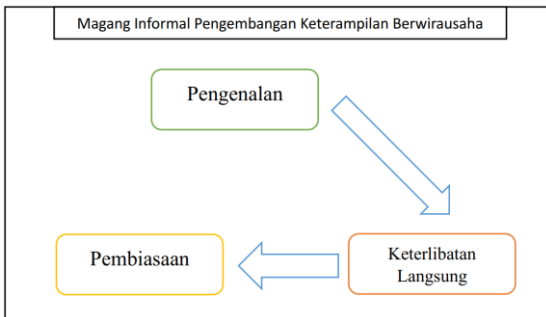 Magang Informal Pengembangan Keterampilan Berwirausaha
Pengenalan
Pembiasaan
Keterlibatan
Langsung